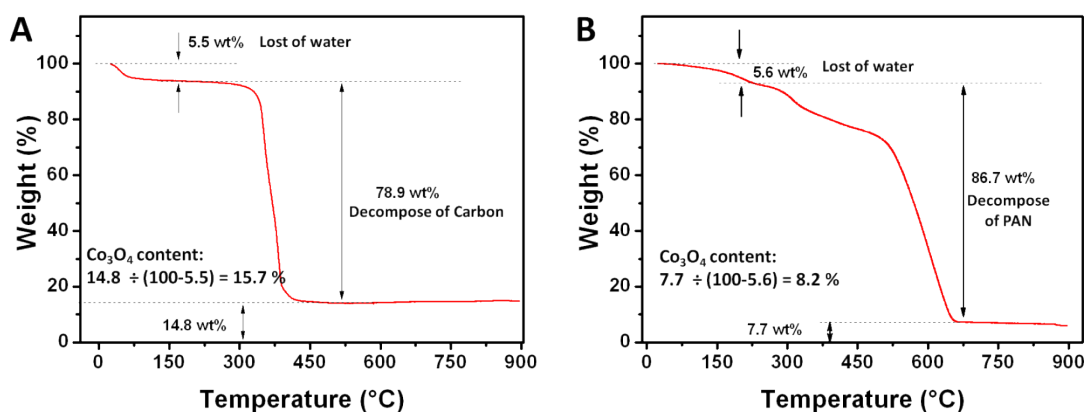 A
5.5 wt%
Lost of water
100
80
60
40
20
0
Weight (%)
78.9 wt%
Decompose of Carbon
Co₃O₄ content:
14.8 ÷ (100-5.5) = 15.7 %
14.8 wt%
0 150 300 450 600 750 900
Temperature (°C)
B
5.6 wt%
Lost of water
100
80
60
40
20
0
Weight (%)
86.7 wt%
Decompose
of PAN
Co₃O₄ content:
7.7 ÷ (100-5.6) = 8.2 %
7.7 wt%
0 150 300 450 600 750 900
Temperature (°C)